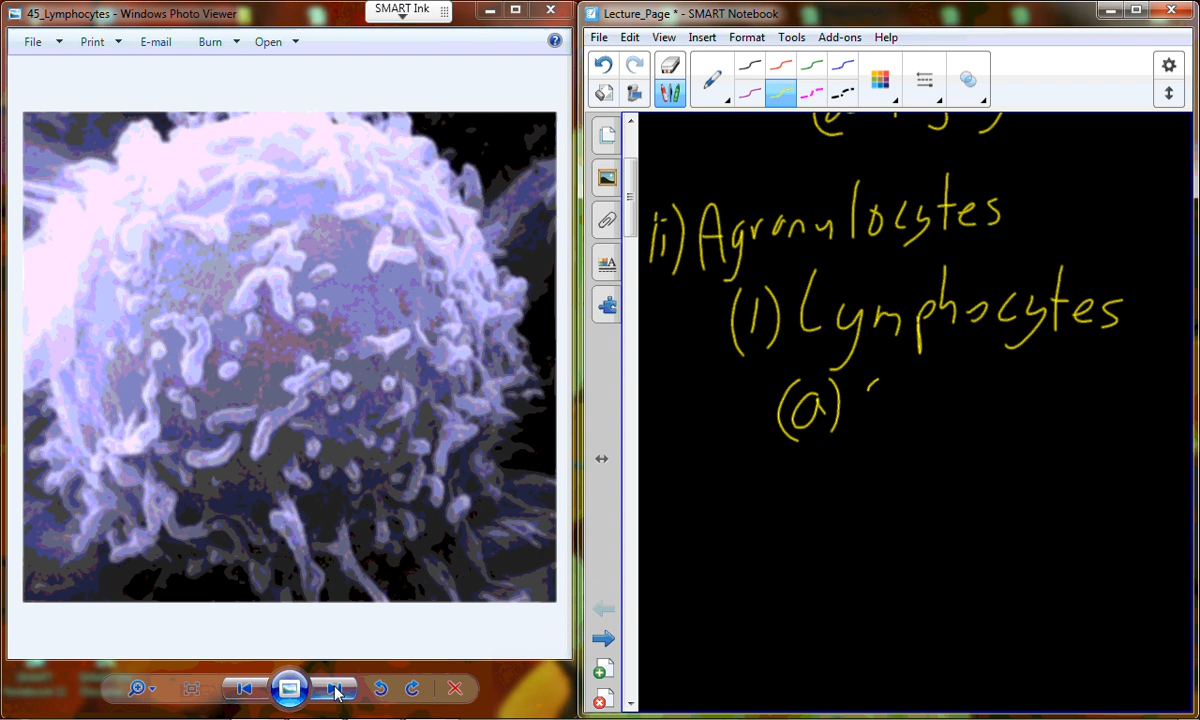 45_Lymphocytes - Windows Photo Viewer
SMART Ink
File Print E-mail Burn Open
Lecture_Page * - SMART Notebook
File Edit View Insert Format Tools Add-ons Help
ii) Agranulocytes
(1) Lymphocytes
(a)